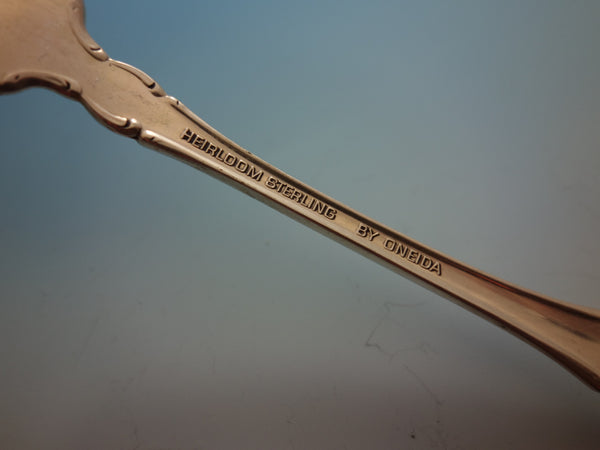 HEIRLOOM STERLING BY ONEIDA